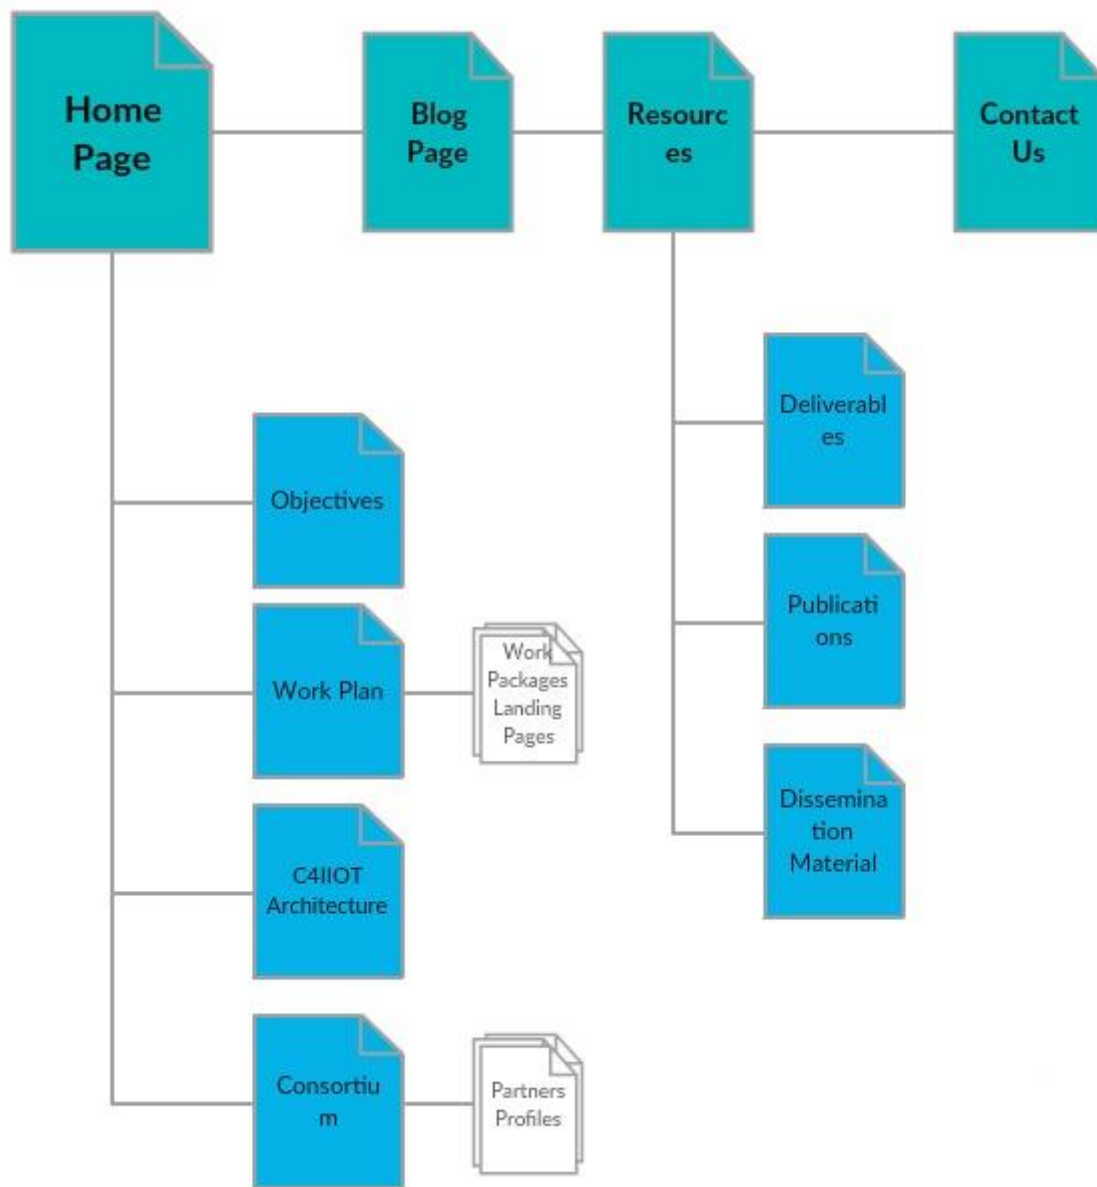 Home
Page
Blog
Page
Resourc
es
Contact
Us
Objectives
Work Plan
Work
Packages
Landing
Pages
C4IIOT
Architecture
Consortiu
m
Partners
Profiles
Deliverabl
es
Publicati
ons
Dissemina
tion
Material